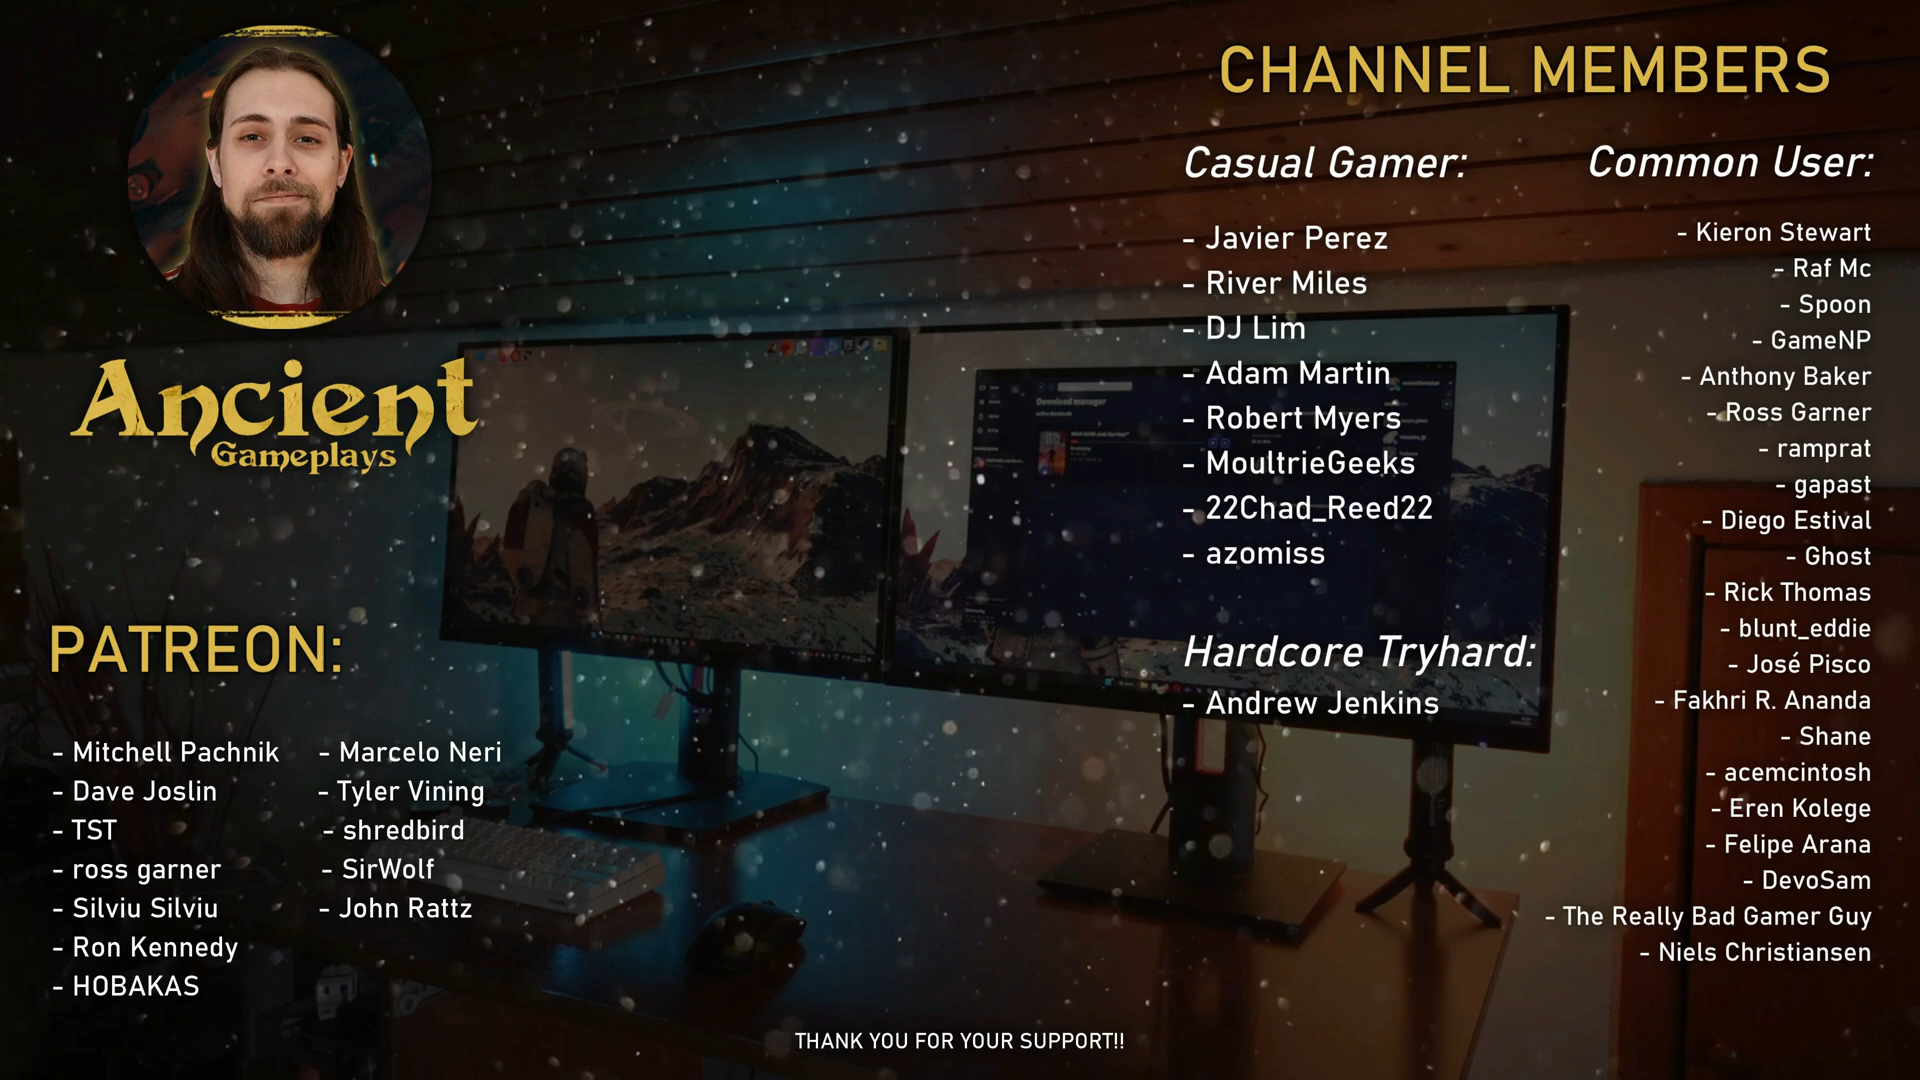 Ancient
Gameplays
PATREON:
- Mitchell Pachnik
- Dave Joslin
- TST
- ross garner
- Silviu Silviu
- Ron Kennedy
- HOBAKAS
- Marcelo Neri
- Tyler Vining
- shredbird
- SirWolf
- John Rattz
CHANNEL MEMBERS
Casual Gamer:
- Javier Perez
- River Miles
- DJ Lim
- Adam Martin
- Robert Myers
- MoultrieGeeks
- 22Chad_Reed22
- azomiss
Hardcore Tryhard:
- Andrew Jenkins
Common User:
- Kieron Stewart
- Raf Mc
- Spoon
- GameNP
- Anthony Baker
- Ross Garner
- ramprat
- gapast
- Diego Estival
- Ghost
- Rick Thomas
- blunt_eddie
- José Pisco
- Fakhri R. Ananda
- Shane
- acemcintosh
- Eren Kolege
- Felipe Arana
- DevoSam
- The Really Bad Gamer Guy
- Niels Christiansen
Download manager
THANK YOU FOR YOUR SUPPORT!!